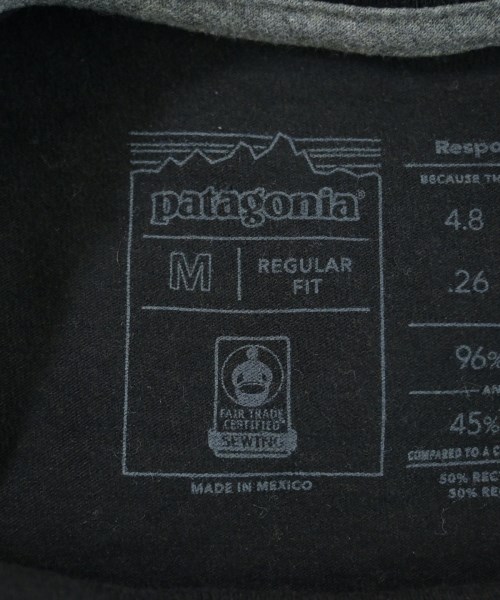 patagonia®
M
REGULAR
FIT
FAIR TRADE
CERTIFIED
SEWING
MADE IN MEXICO
Respo
BECAUSE TH
4.8
.26
96%
AN
45%
COMPARED TO A C
50% REC
50% RE